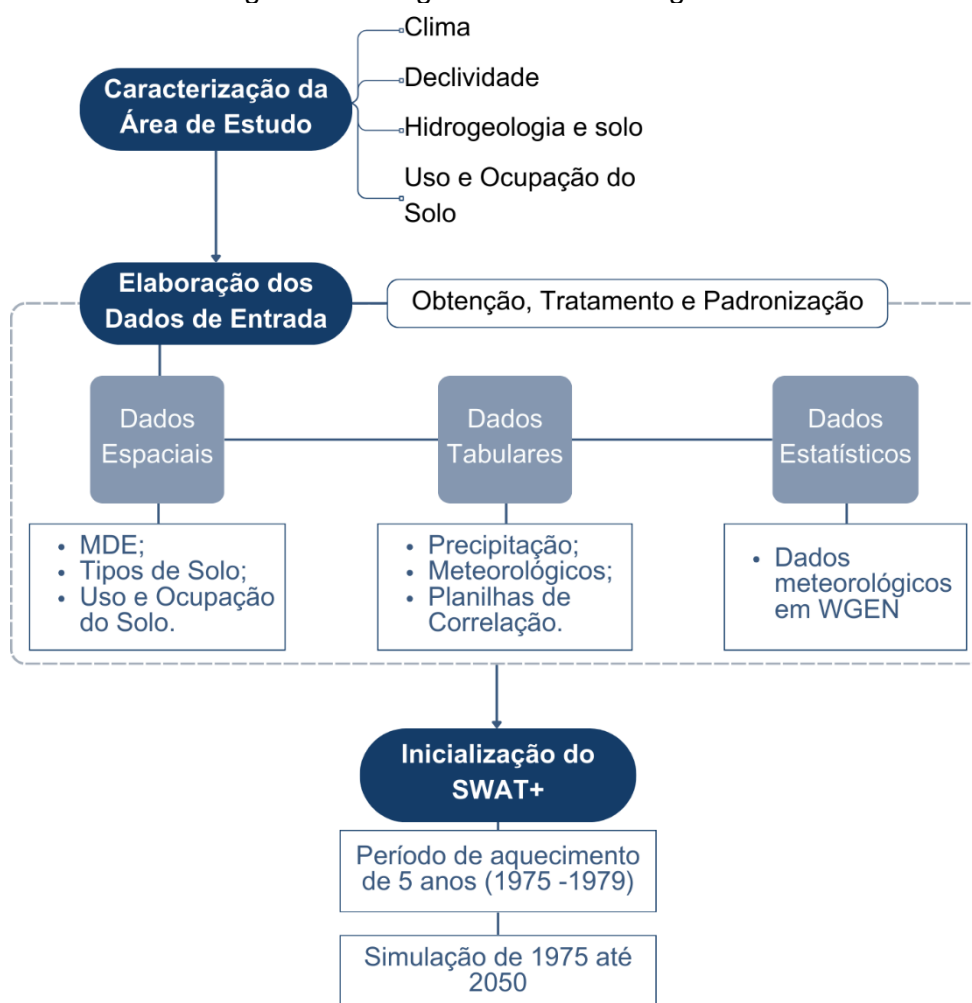 Clima
Caracterização da
Área de Estudo
Declividade
Hidrogeologia e solo
Uso e Ocupação do
Solo
Elaboração dos
Dados de Entrada
Obtenção, Tratamento e Padronização
Dados
Espaciais
Dados
Tabulares
Dados
Estatísticos
• MDE;
• Tipos de Solo;
• Uso e Ocupação
do Solo.
• Precipitação;
• Meteorológicos;
• Planilhas de
Correlação.
• Dados
meteorológicos
em WGEN
Inicialização do
SWAT+
Período de aquecimento
de 5 anos (1975 -1979)
Simulação de 1975 até
2050